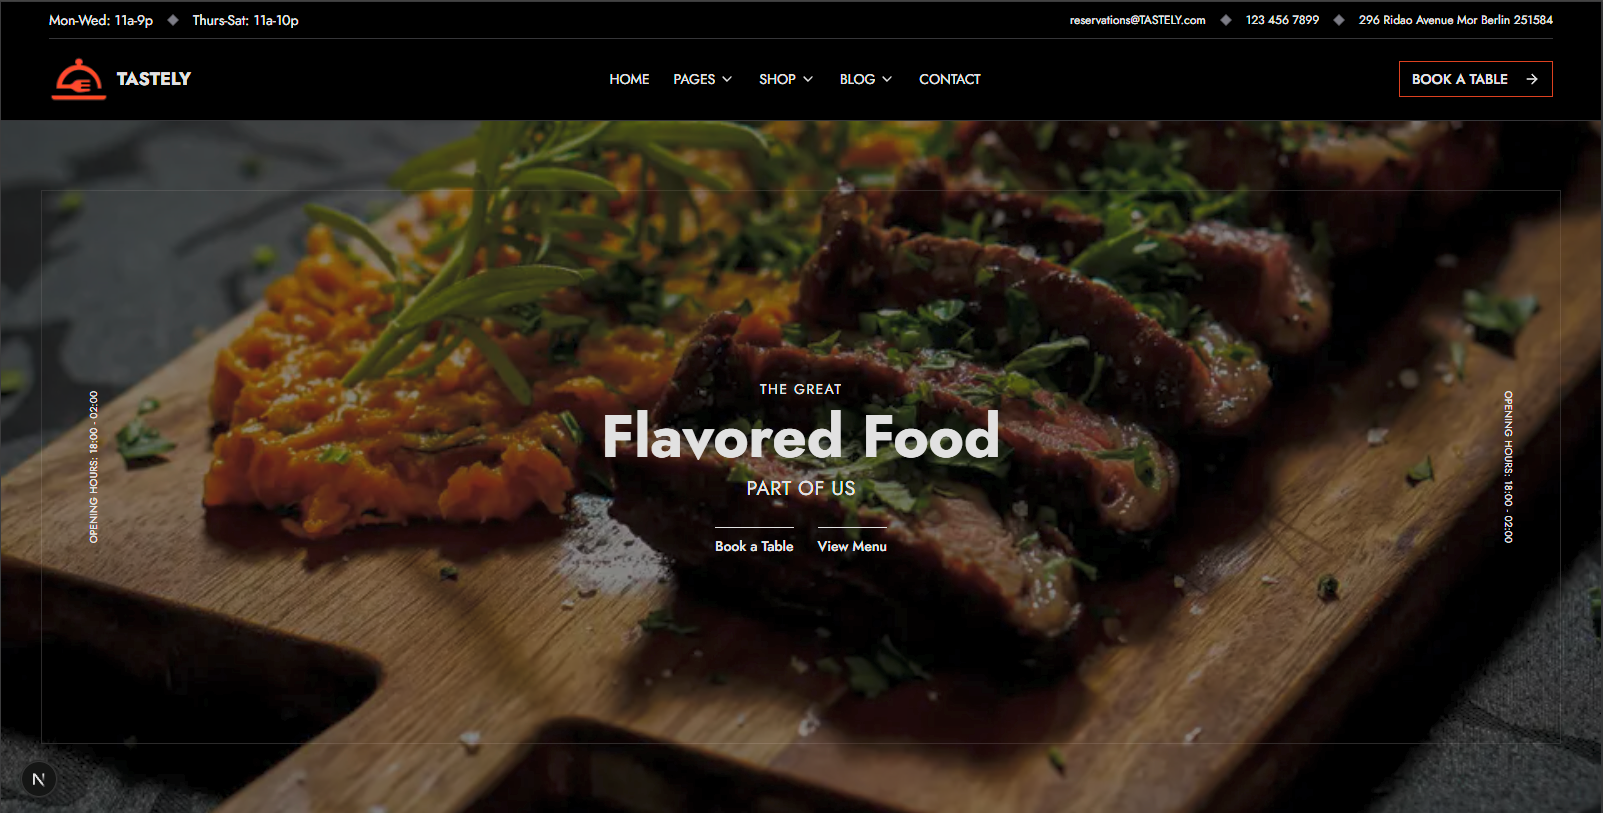 Mon-Wed: 11a-9p ◆ Thurs-Sat: 11a-10p
reservations@TASTELY.com ◆ 123 456 7899 ◆ 296 Ridao Avenue Mor Berlin 251584
TASTELY
HOME PAGES SHOP BLOG CONTACT
BOOK A TABLE →
OPENING HOURS: 18:00 - 02:00
THE GREAT
Flavored Food
PART OF US
Book a Table View Menu
OPENING HOURS: 18:00 - 02:00
N